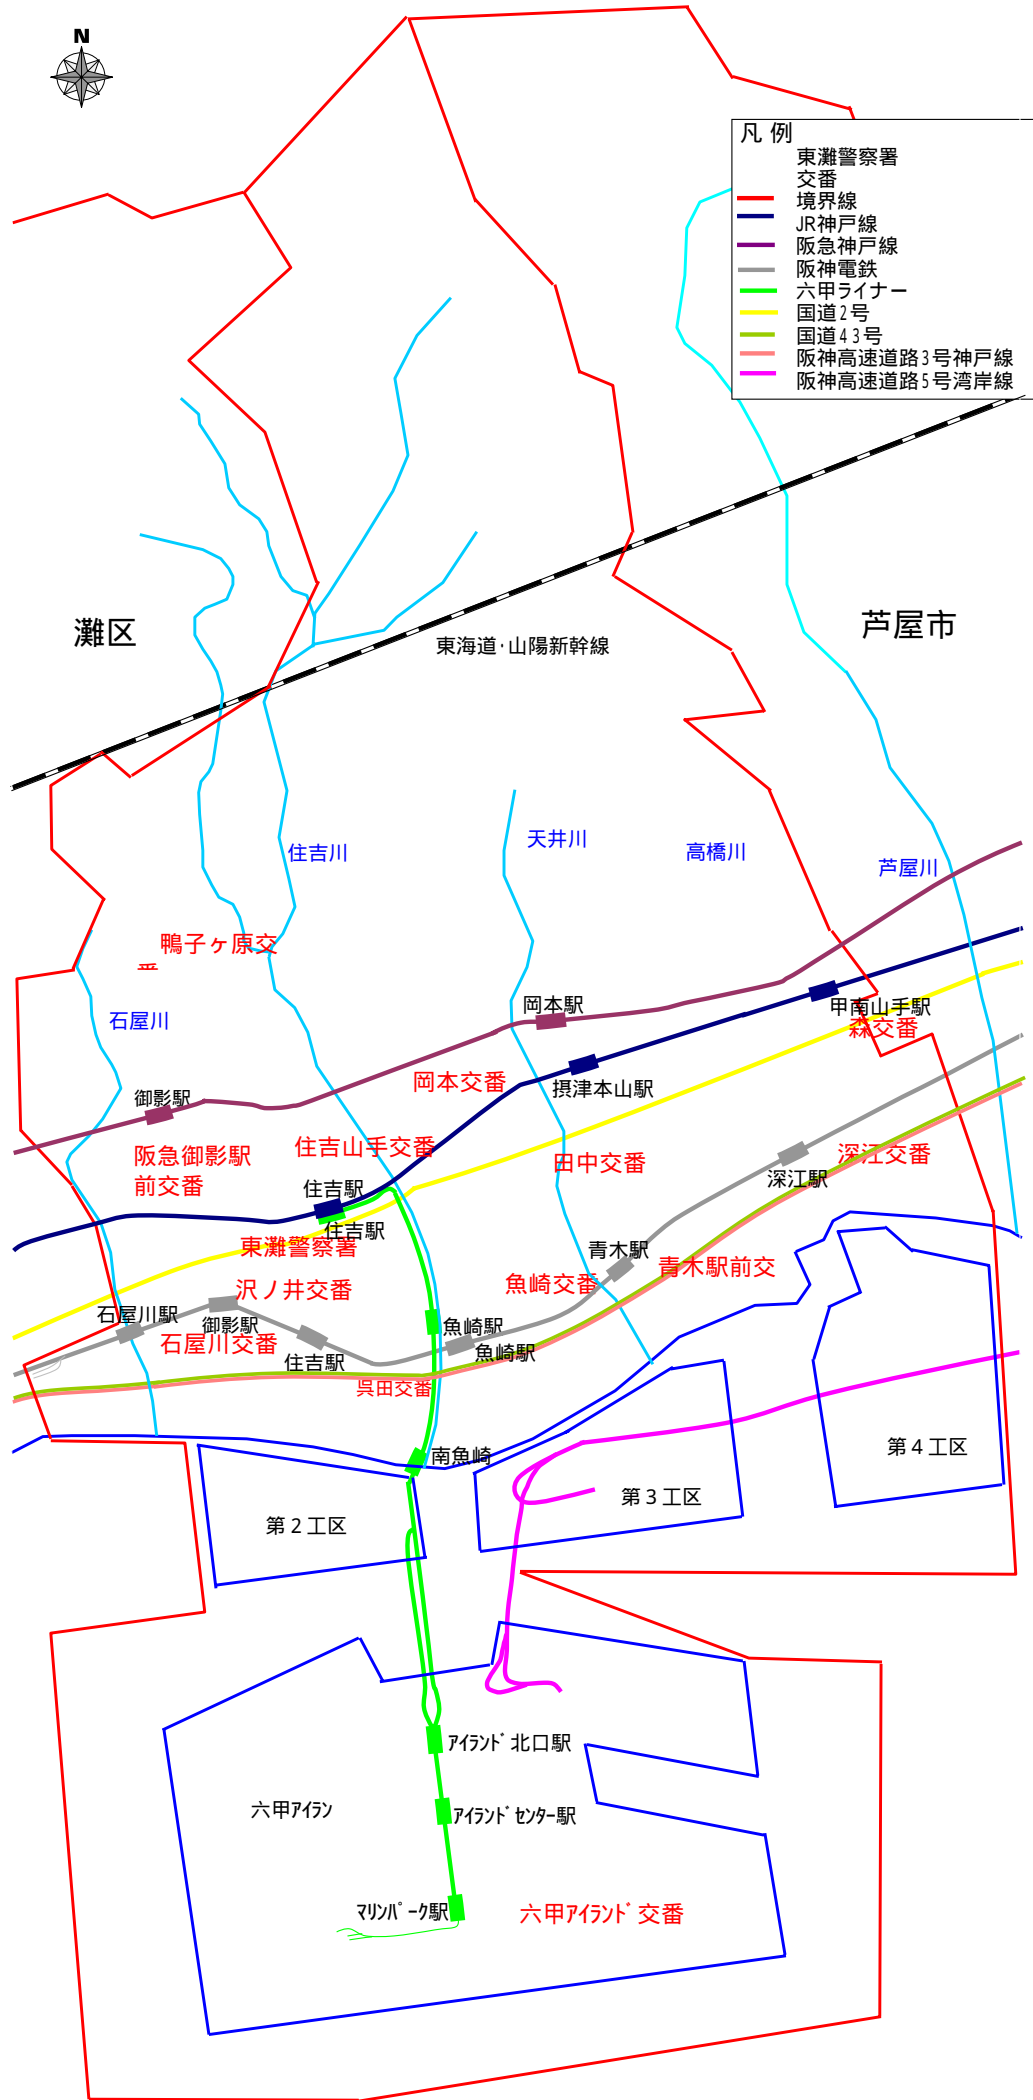 N
凡 例
東灘警察署
交番
境界線
JR神戸線
阪急神戸線
阪神電鉄
六甲ライナー
国道2号
国道43号
阪神高速道路3号神戸線
阪神高速道路5号湾岸線
灘区
芦屋市
東海道・山陽新幹線
住吉川
天井川
高橋川
芦屋川
鴨子ヶ原交
石屋川
岡本駅
甲南山手駅
森交番
岡本交番
摂津本山駅
御影駅
阪急御影駅
前交番
住吉山手交番
田中交番
深江交番
深江駅
住吉駅
住吉駅
東灘警察署
青木駅
青木駅前交
魚崎交番
沢ノ井交番
石屋川駅
御影駅
石屋川交番
住吉駅
魚崎駅
魚崎駅
呉田交番
南魚崎
第2工区
第3工区
第4工区
アイランド北口駅
六甲アイラン
アイランドセンター駅
マリンパーク駅
六甲アイランド交番